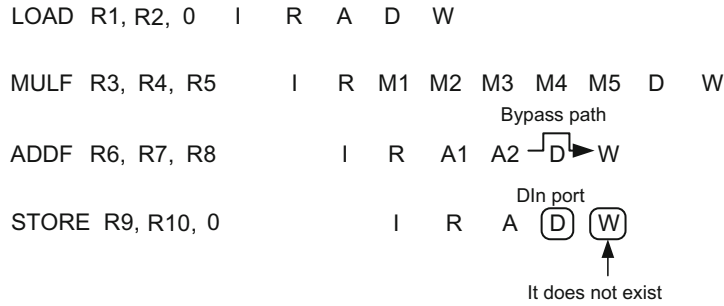 LOAD R1, R2, 0 I R A D W
MULF R3, R4, R5 I R M1 M2 M3 M4 M5 D W
Bypass path
ADDF R6, R7, R8 I R A1 A2 D W
DIn port
STORE R9, R10, 0 I R A D W
It does not exist